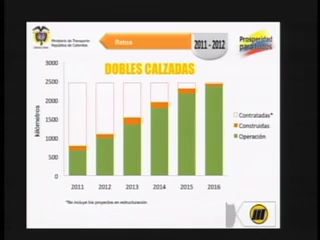 Ministerio de Transporte
República de Colombia
Retos
2011 - 2012
Prosperidad
para todos
DOBLES CALZADAS
kilómetros
3000
2500
2000
1500
1000
500
0
2011 2012 2013 2014 2015 2016
Contratadas*
Construidas
Operación
*No incluye los proyectos en estructuración